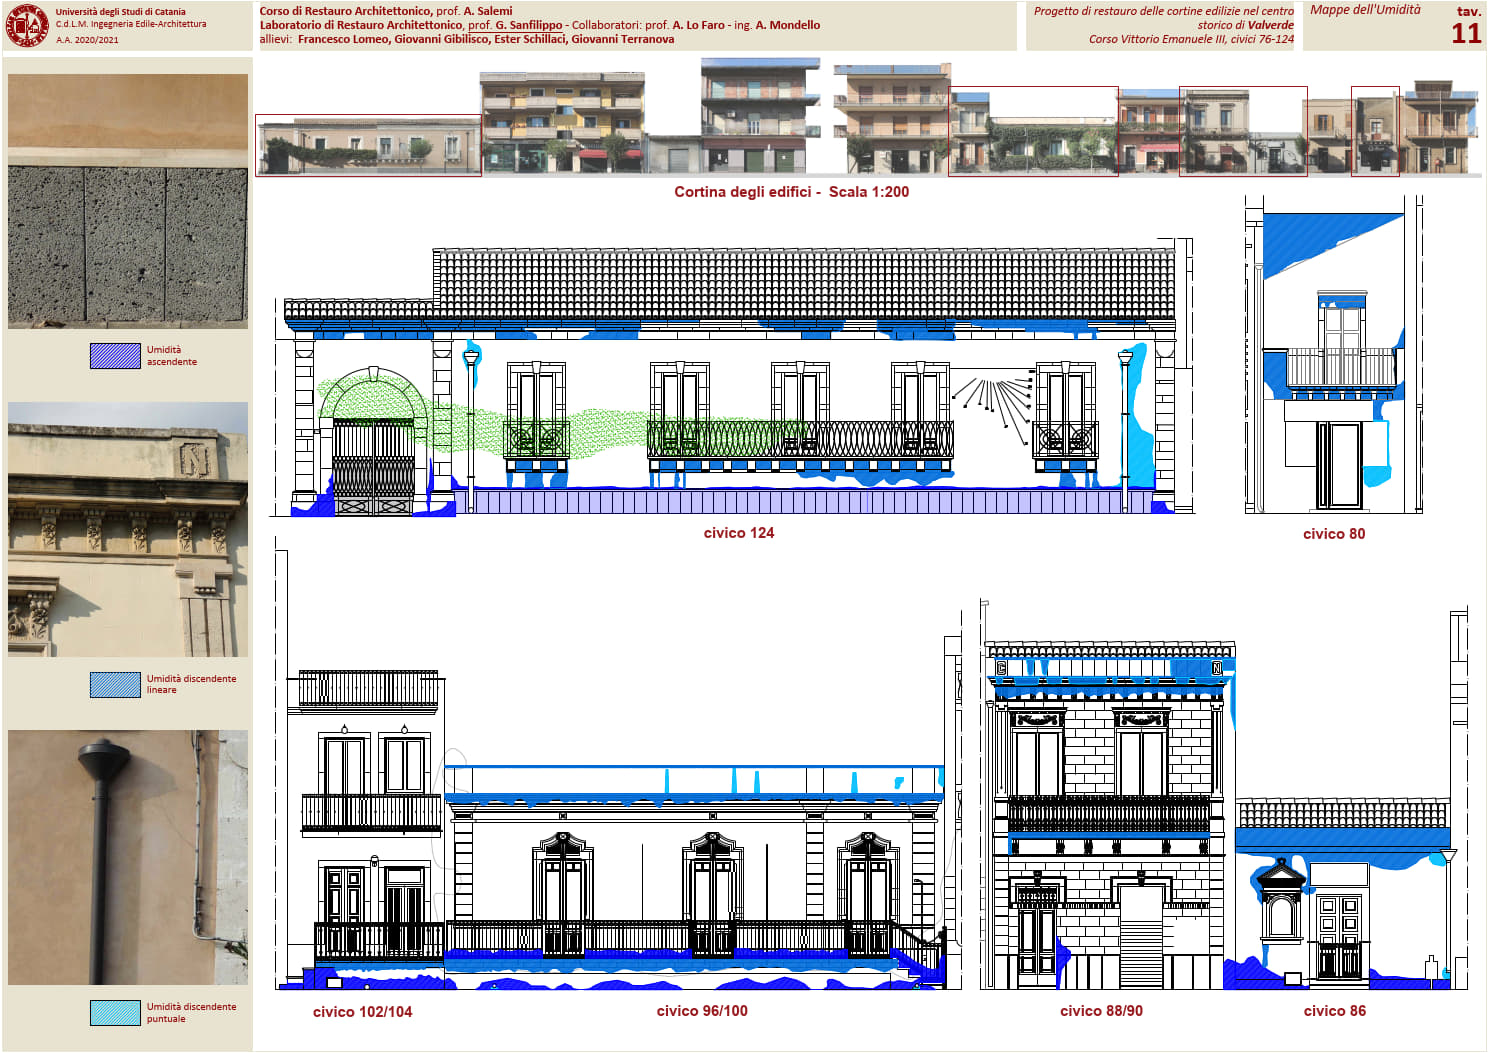 Università degli Studi di Catania
C.d.L.M. Ingegneria Edile-Architettura
A.A. 2020/2021
Corso di Restauro Architettonico, prof. A. Salemi
Laboratorio di Restauro Architettonico, prof. G. Sanfilippo - Collaboratori: prof. A. Lo Faro - ing. A. Mondello
allievi: Francesco Lomeo, Giovanni Gibilisco, Ester Schillaci, Giovanni Terranova
Progetto di restauro delle cortine edilizie nel centro
storico di Valverde
Corso Vittorio Emanuele III, civici 76-124
Mappe dell'Umidità
tav.
11
Cortina degli edifici - Scala 1:200
Umidità
ascendente
Umidità discendente
lineare
Umidità discendente
puntuale
civico 124
civico 80
G
N
civico 102/104
civico 96/100
civico 88/90
civico 86